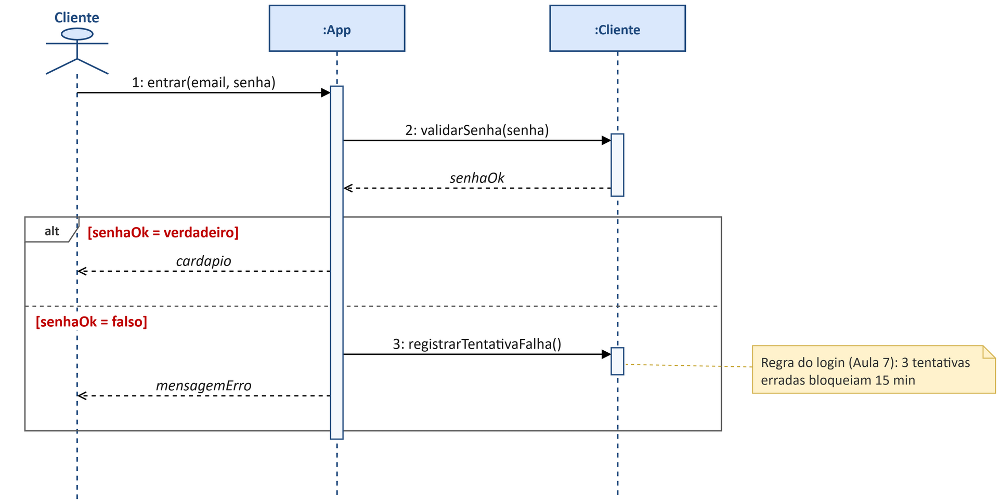 Cliente
:App
:Cliente
1: entrar(email, senha)
2: validarSenha(senha)
senhaOk
alt
[senhaOk = verdadeiro]
cardapio
[senhaOk = falso]
3: registrarTentativaFalha()
Regra do login (Aula 7): 3 tentativas
erradas bloqueiam 15 min
mensagemErro